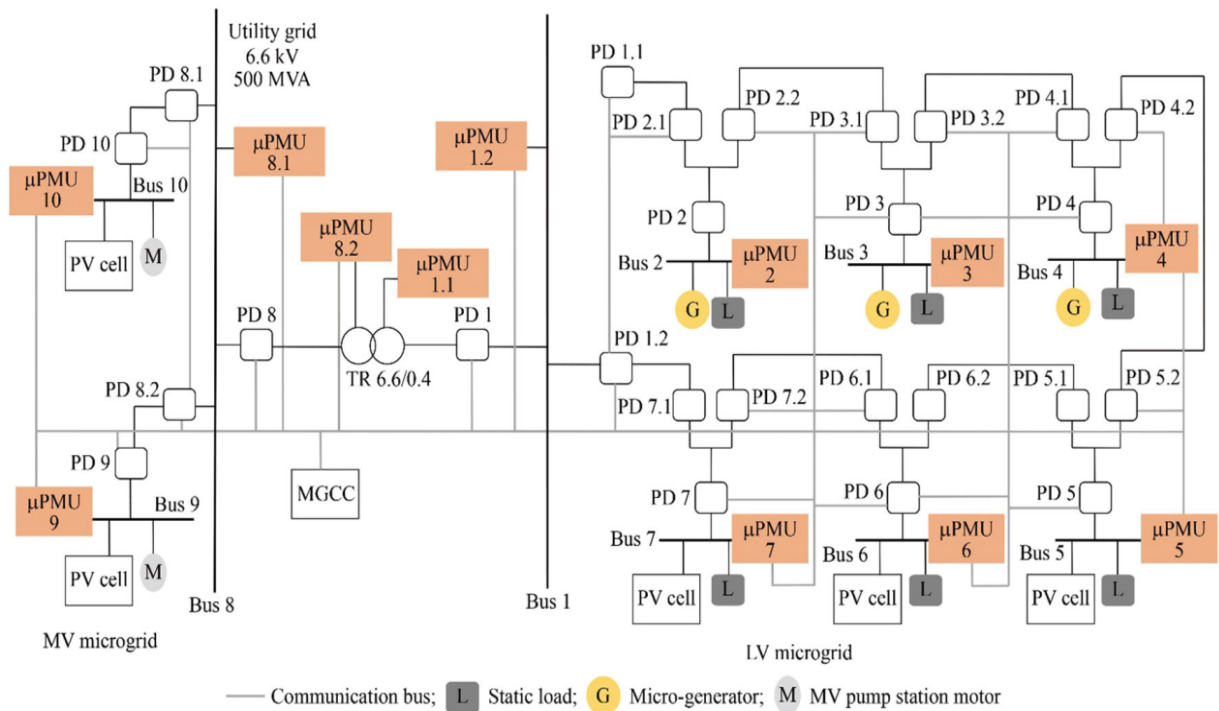 Utility grid
6.6 kV
500 MVA
PD 8.1
PD 10
μPMU
10
Bus 10
PV cell
M
μPMU
8.1
μPMU
1.2
μPMU
8.2
μPMU
1.1
PD 8
PD 1
TR 6.6/0.4
PD 8.2
PD 9
μPMU
9
Bus 9
PV cell
M
MGCC
Bus 8
Bus 1
MV microgrid
PD 1.1
PD 2.1
PD 2.2
PD 3.1
PD 3.2
PD 4.1
PD 4.2
PD 2
PD 3
PD 4
Bus 2
μPMU
2
G
L
Bus 3
μPMU
3
G
L
Bus 4
μPMU
4
G
L
PD 1.2
PD 7.1
PD 7.2
PD 6.1
PD 6.2
PD 5.1
PD 5.2
PD 7
PD 6
PD 5
Bus 7
μPMU
7
PV cell
L
Bus 6
μPMU
6
PV cell
L
Bus 5
μPMU
5
PV cell
L
LV microgrid
Communication bus; L Static load; G Micro-generator; M MV pump station motor